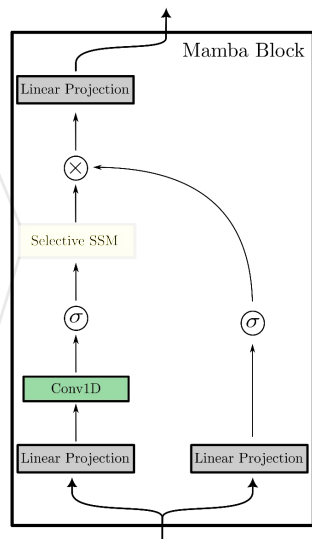 Mamba Block
Linear Projection
×
Selective SSM
σ
σ
Conv1D
Linear Projection
Linear Projection